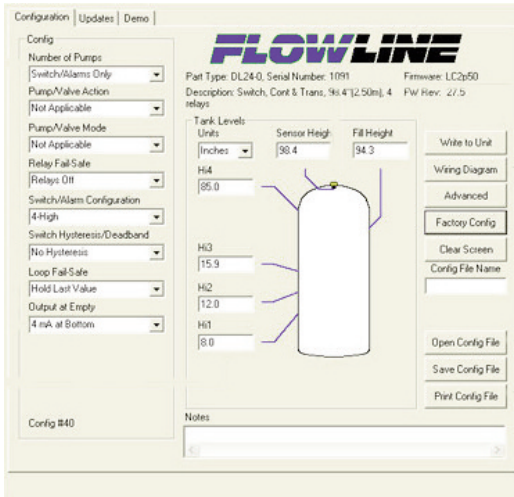 Configuration Updates Demo
Config
Number of Pumps
Switch/Alarms Only
Pump/Valve Action
Not Applicable
Pump/Valve Mode
Not Applicable
Relay Fail-Safe
Relays Off
Switch/Alarm Configuration
4-High
Switch Hysteresis/Deadband
No Hysteresis
Loop Fail-Safe
Hold Last Value
Output at Empty
4 mA at Bottom
Config #40
FLOWLINE
Part Type: DL24-0, Serial Number: 1091 Firmware: LC2p50
Description: Switch, Cont & Trans, 98.4"(2.50m), 4 FW Rev: 27.5
relays
Tank Levels
Units Sensor Heigh Fill Height
Inches 98.4 94.3
Hi4
85.0
Hi3
15.9
Hi2
12.0
Hi1
8.0
Write to Unit
Wiring Diagram
Advanced
Factory Config
Clear Screen
Config File Name
Open Config File
Save Config File
Print Config File
Notes